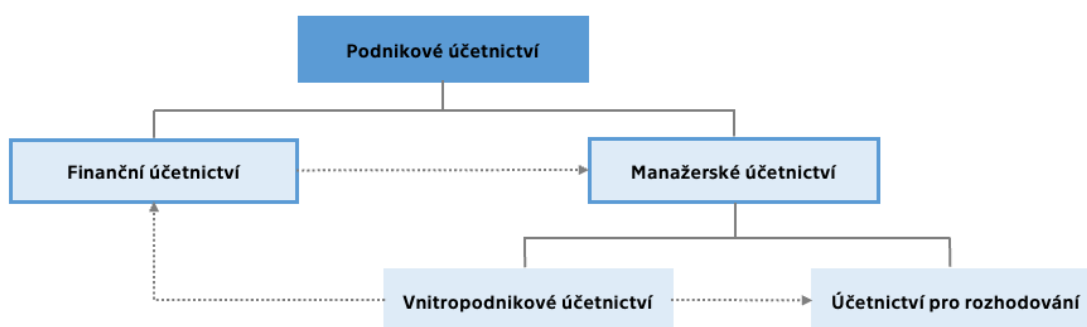 Podnikové účetnictví
Finanční účetnictví
Manažerské účetnictví
Vnitropodnikové účetnictví
Účetnictví pro rozhodování